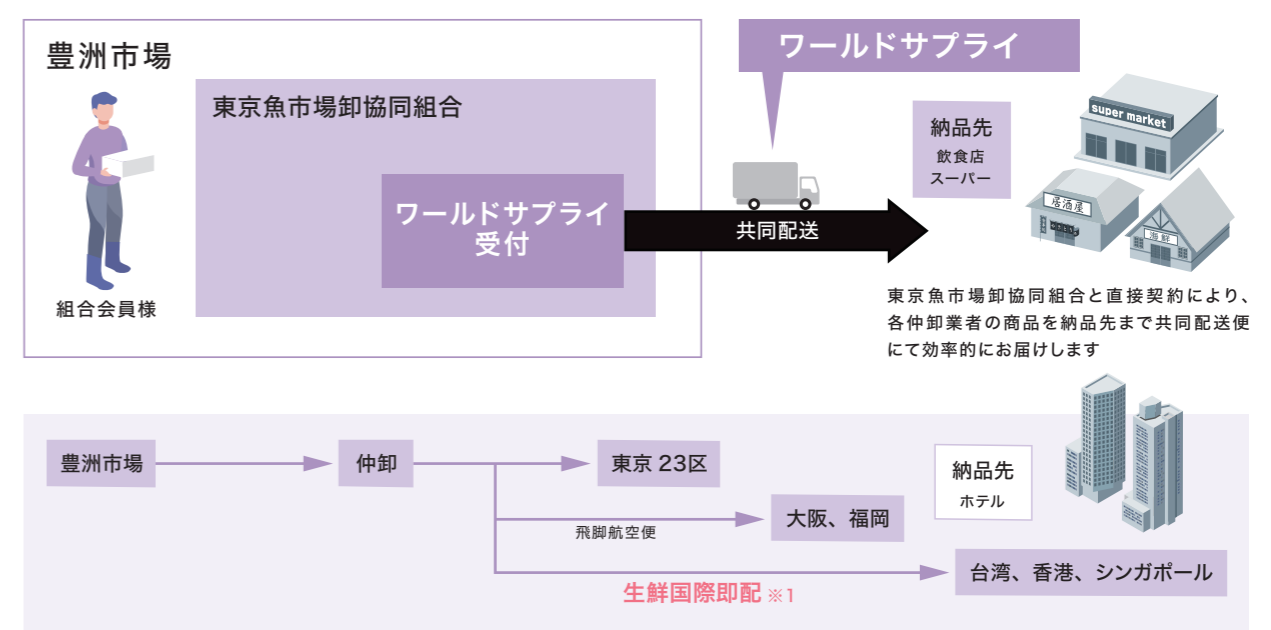 豊洲市場
東京魚市場卸協同組合
ワールドサプライ
受付
組合会員様
ワールドサプライ
共同配送
納品先
飲食店
スーパー
super market
居酒屋
海鮮
東京魚市場卸協同組合と直接契約により、
各仲卸業者の商品を納品先まで共同配送便
にて効率的にお届けします
豊洲市場
仲卸
東京 23区
飛脚航空便
大阪、福岡
納品先
ホテル
生鮮国際即配 ※1
台湾、香港、シンガポール